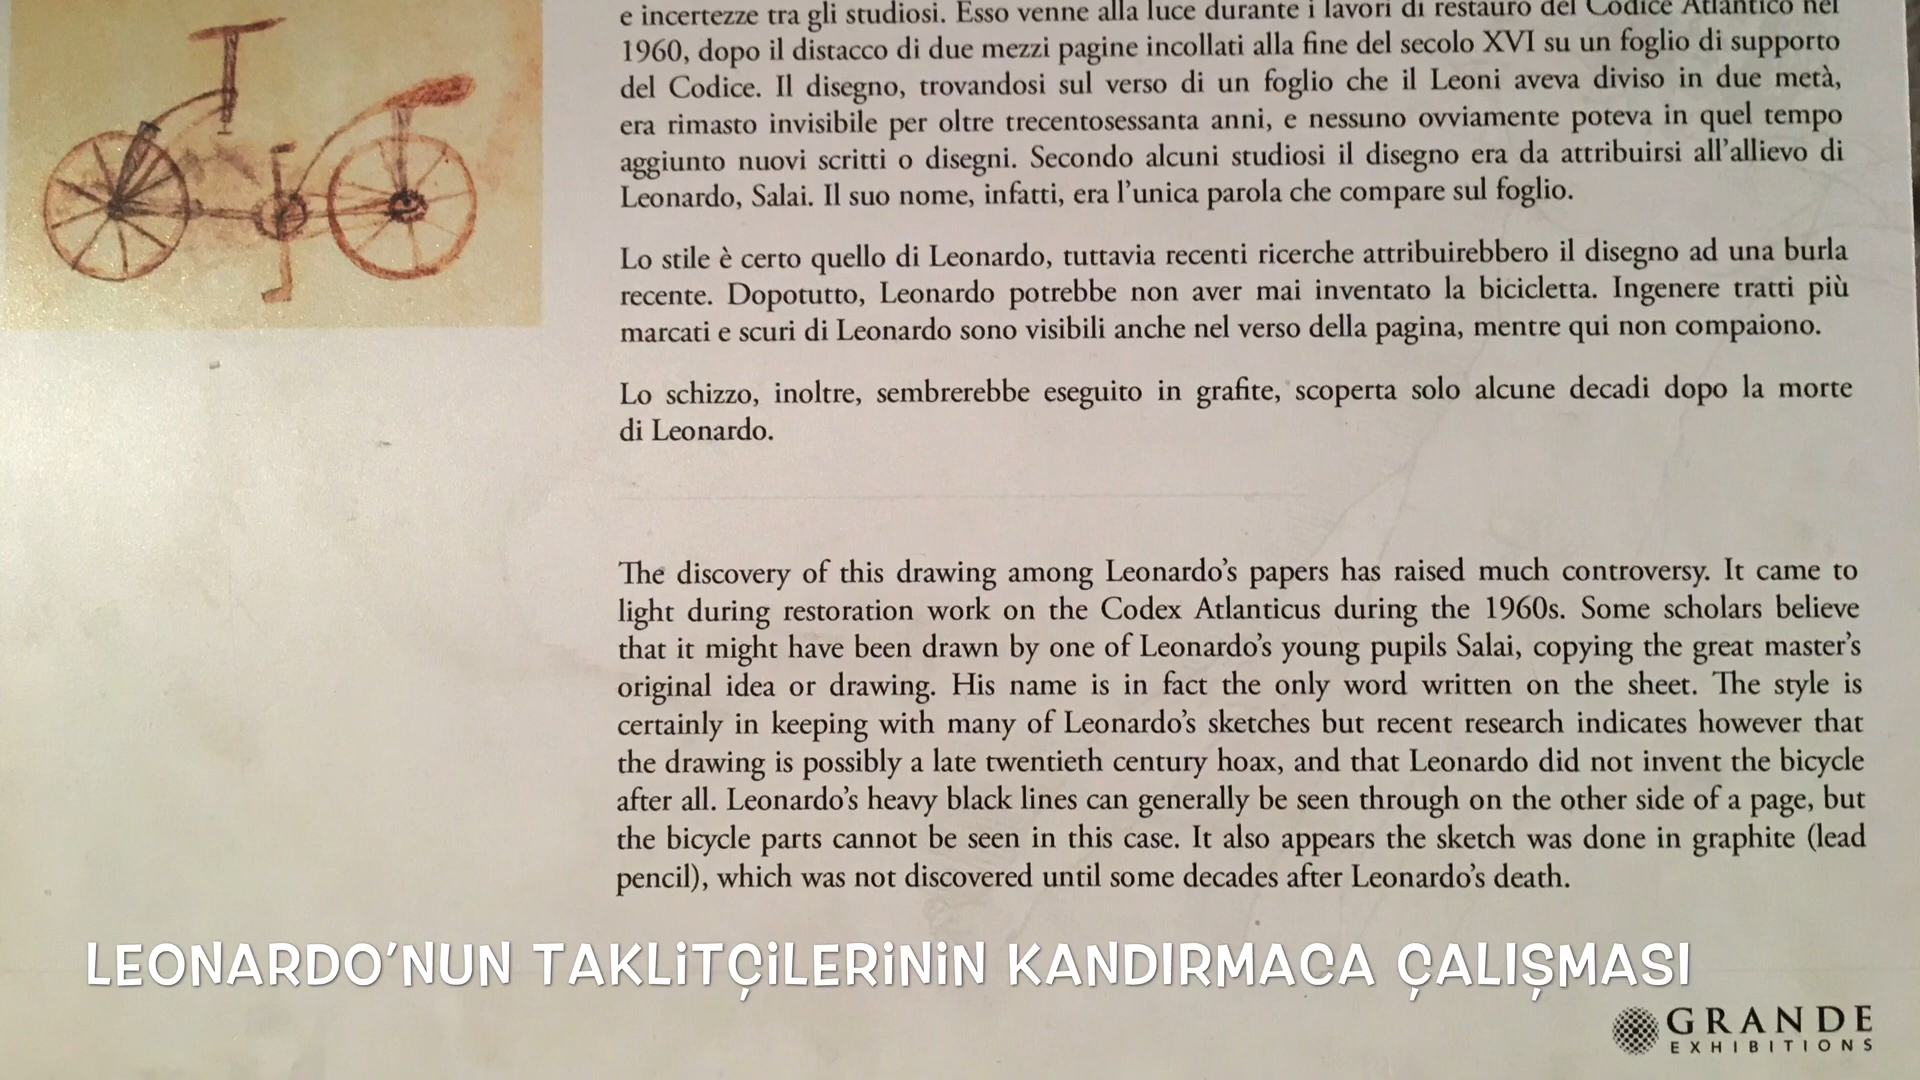 e incertezze tra gli studiosi. Esso venne alla luce durante i lavori di restauro del Codice Atlantico nel
1960, dopo il distacco di due mezzi pagine incollati alla fine del secolo XVI su un foglio di supporto
del Codice. Il disegno, trovandosi sul verso di un foglio che il Leoni aveva diviso in due metà,
era rimasto invisibile per oltre trecentosessanta anni, e nessuno ovviamente poteva in quel tempo
aggiunto nuovi scritti o disegni. Secondo alcuni studiosi il disegno era da attribuirsi all'allievo di
Leonardo, Salai. Il suo nome, infatti, era l'unica parola che compare sul foglio.
Lo stile è certo quello di Leonardo, tuttavia recenti ricerche attribuirebbero il disegno ad una burla
recente. Dopotutto, Leonardo potrebbe non aver mai inventato la bicicletta. Ingenere tratti più
marcati e scuri di Leonardo sono visibili anche nel verso della pagina, mentre qui non compaiono.
Lo schizzo, inoltre, sembrerebbe eseguito in grafite, scoperta solo alcune decadi dopo la morte
di Leonardo.
The discovery of this drawing among Leonardo's papers has raised much controversy. It came to
light during restoration work on the Codex Atlanticus during the 1960s. Some scholars believe
that it might have been drawn by one of Leonardo's young pupils Salai, copying the great master's
original idea or drawing. His name is in fact the only word written on the sheet. The style is
certainly in keeping with many of Leonardo's sketches but recent research indicates however that
the drawing is possibly a late twentieth century hoax, and that Leonardo did not invent the bicycle
after all. Leonardo's heavy black lines can generally be seen through on the other side of a page, but
the bicycle parts cannot be seen in this case. It also appears the sketch was done in graphite (lead
pencil), which was not discovered until some decades after Leonardo's death.
LEONARDO'NUN TAKLİTÇİLERİNİN KANDIRMACA ÇALIŞMASI
GRANDE
EXHIBITIONS